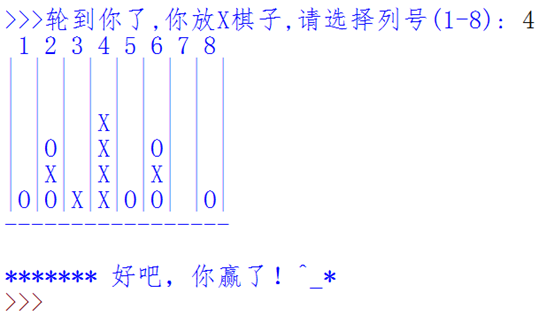 >>>轮到你了,你放X棋子,请选择列号(1-8): 4
1 2 3 4 5 6 7 8
| | | | | | | | |
| | | | | | | | |
| | | |X| | | | |
| |O| |X| |O| | |
| |X| |X| |X| | |
|O|O|X|X|O|O| |O|
-----------------
******* 好吧, 你赢了! ^_*
>>>